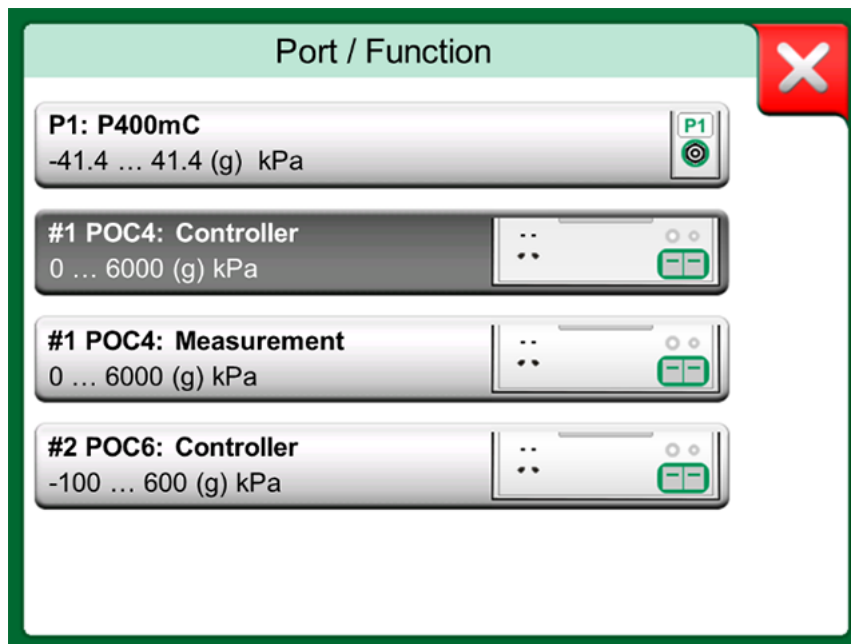 Port / Function
P1: P400mC
-41.4 … 41.4 (g) kPa
P1
#1 POC4: Controller
0 … 6000 (g) kPa
#1 POC4: Measurement
0 … 6000 (g) kPa
#2 POC6: Controller
-100 … 600 (g) kPa